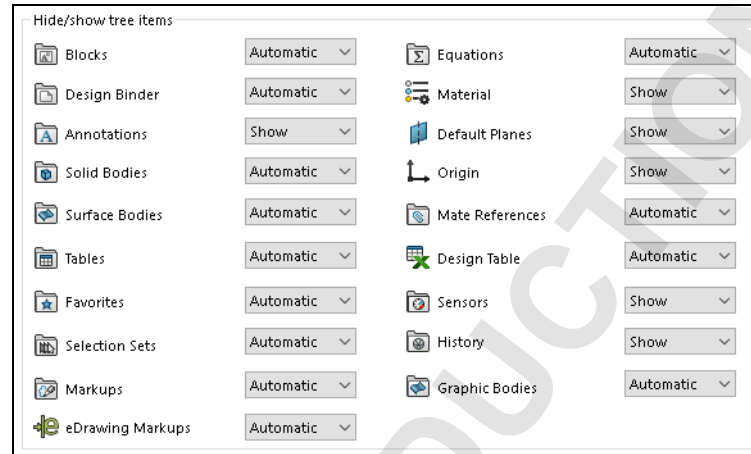 Hide/show tree items
Blocks Automatic Equations Automatic
Design Binder Automatic Material Show
Annotations Show Default Planes Show
Solid Bodies Automatic Origin Show
Surface Bodies Automatic Mate References Automatic
Tables Automatic Design Table Automatic
Favorites Automatic Sensors Show
Selection Sets Automatic History Show
Markups Automatic Graphic Bodies Automatic
eDrawing Markups Automatic
DUCTION